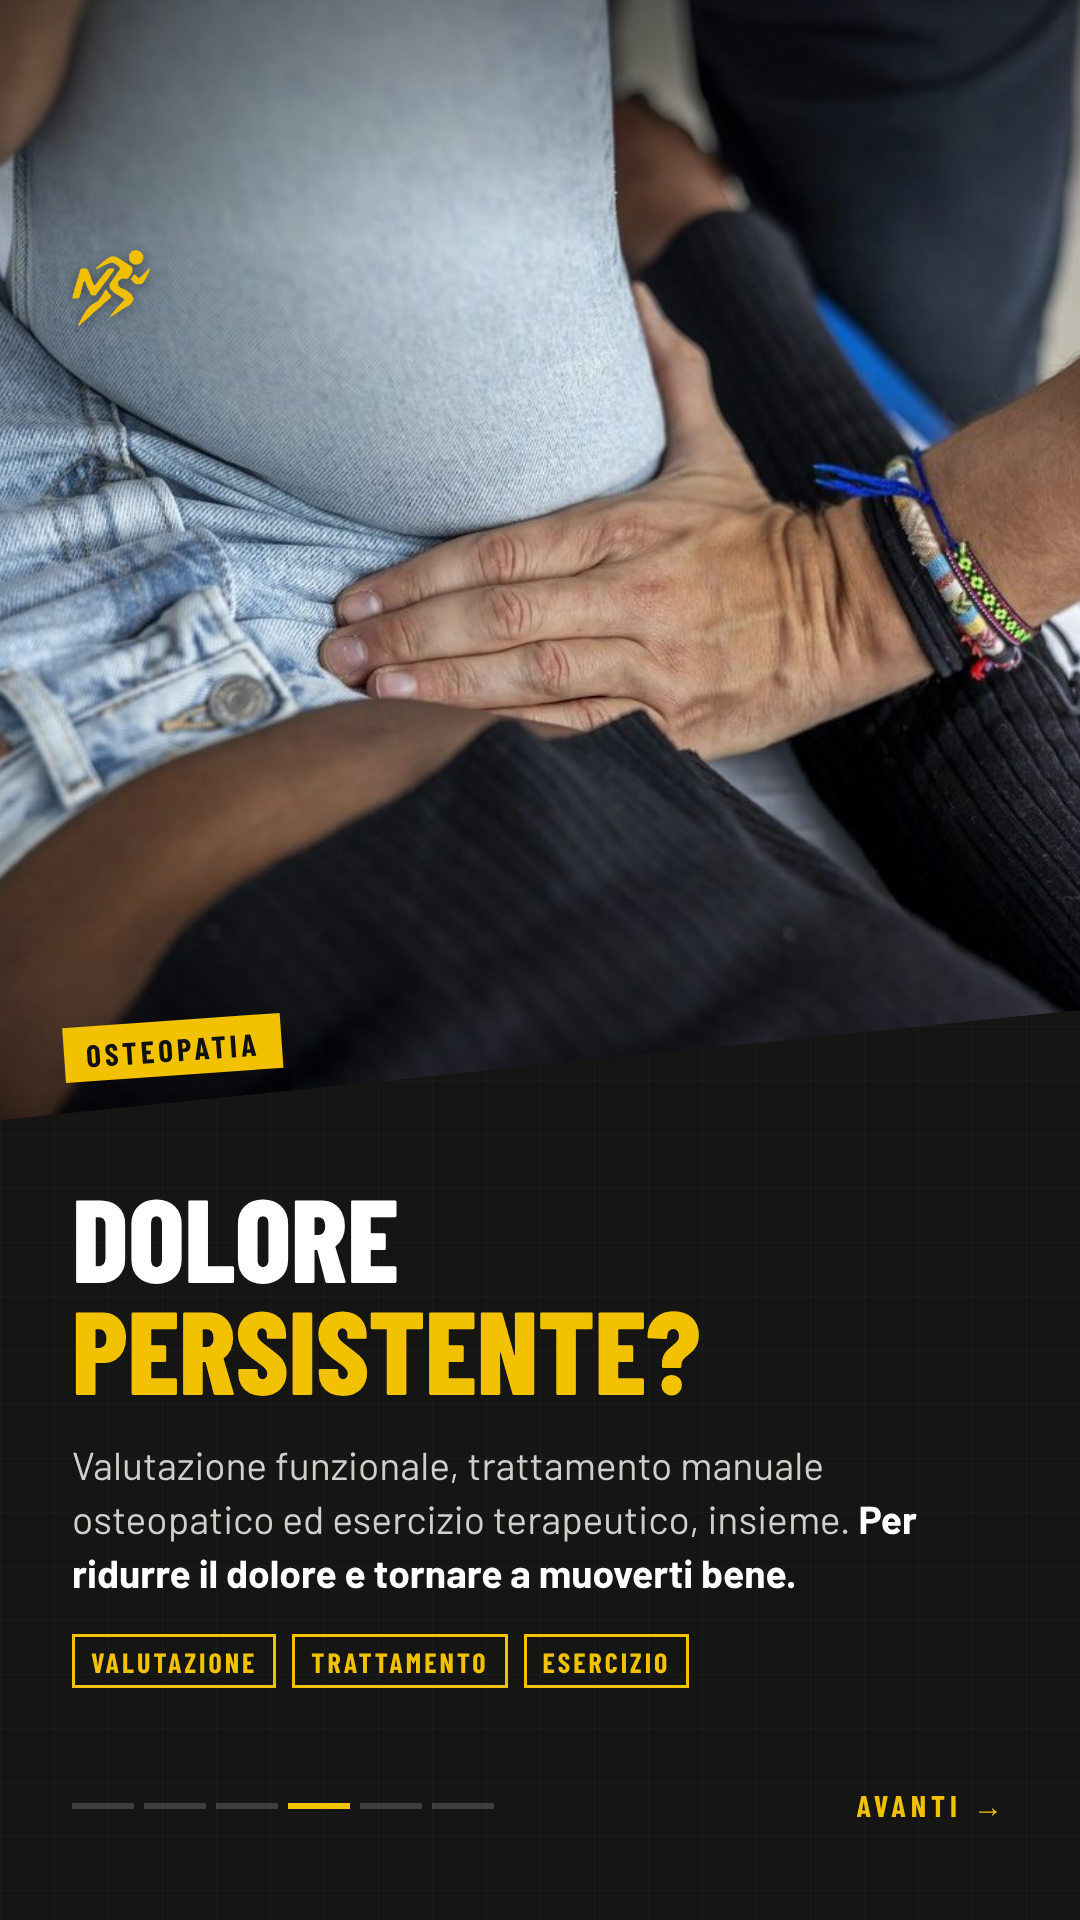 OSTEOPATIA
DOLORE
PERSISTENTE?
Valutazione funzionale, trattamento manuale
osteopatico ed esercizio terapeutico, insieme. Per
ridurre il dolore e tornare a muoverti bene.
VALUTAZIONE TRATTAMENTO ESERCIZIO
AVANTI →